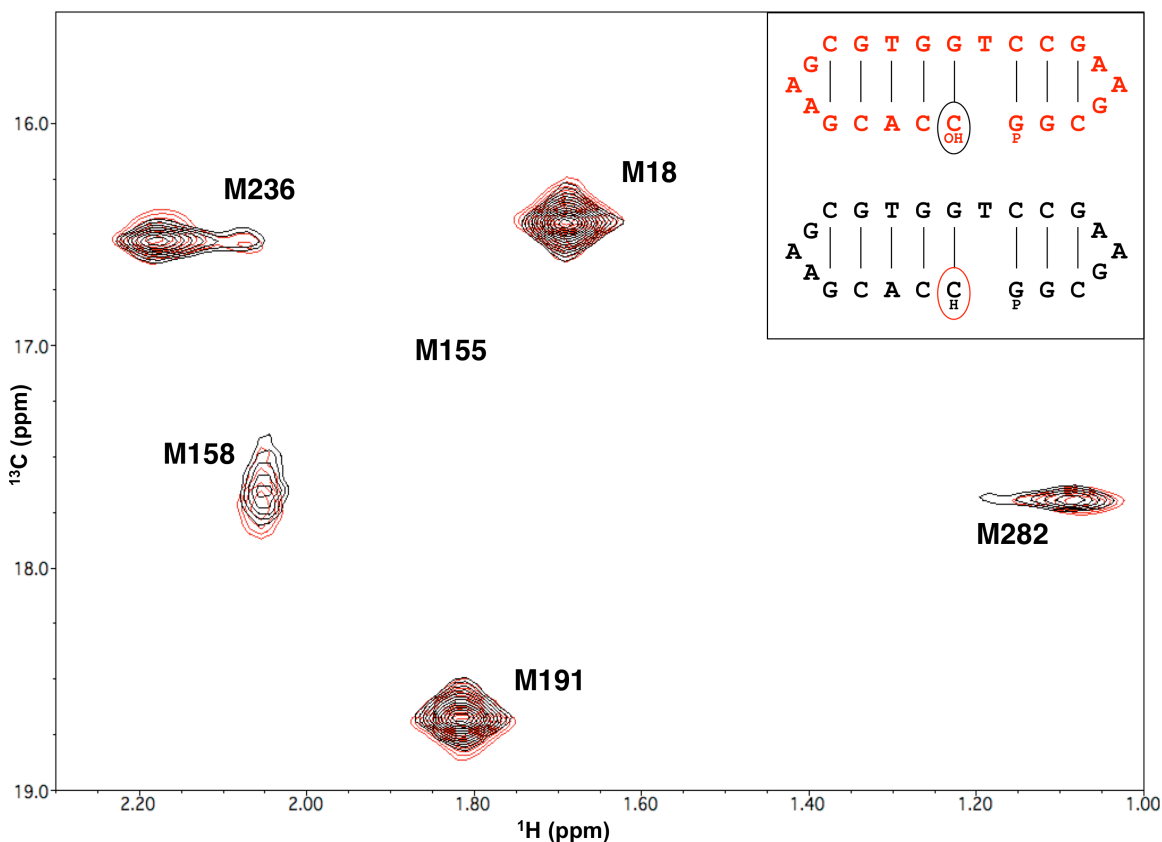 16.0
17.0
18.0
19.0
¹³C (ppm)
2.20 2.00 1.80 1.60 1.40 1.20 1.00
¹H (ppm)
M236
M18
M155
M158
M282
M191
C G T G G T C C G
G A
A A
A G
G C A C C G G C
OH P
C G T G G T C C G
G A
A A
A G
G C A C C G G C
H P